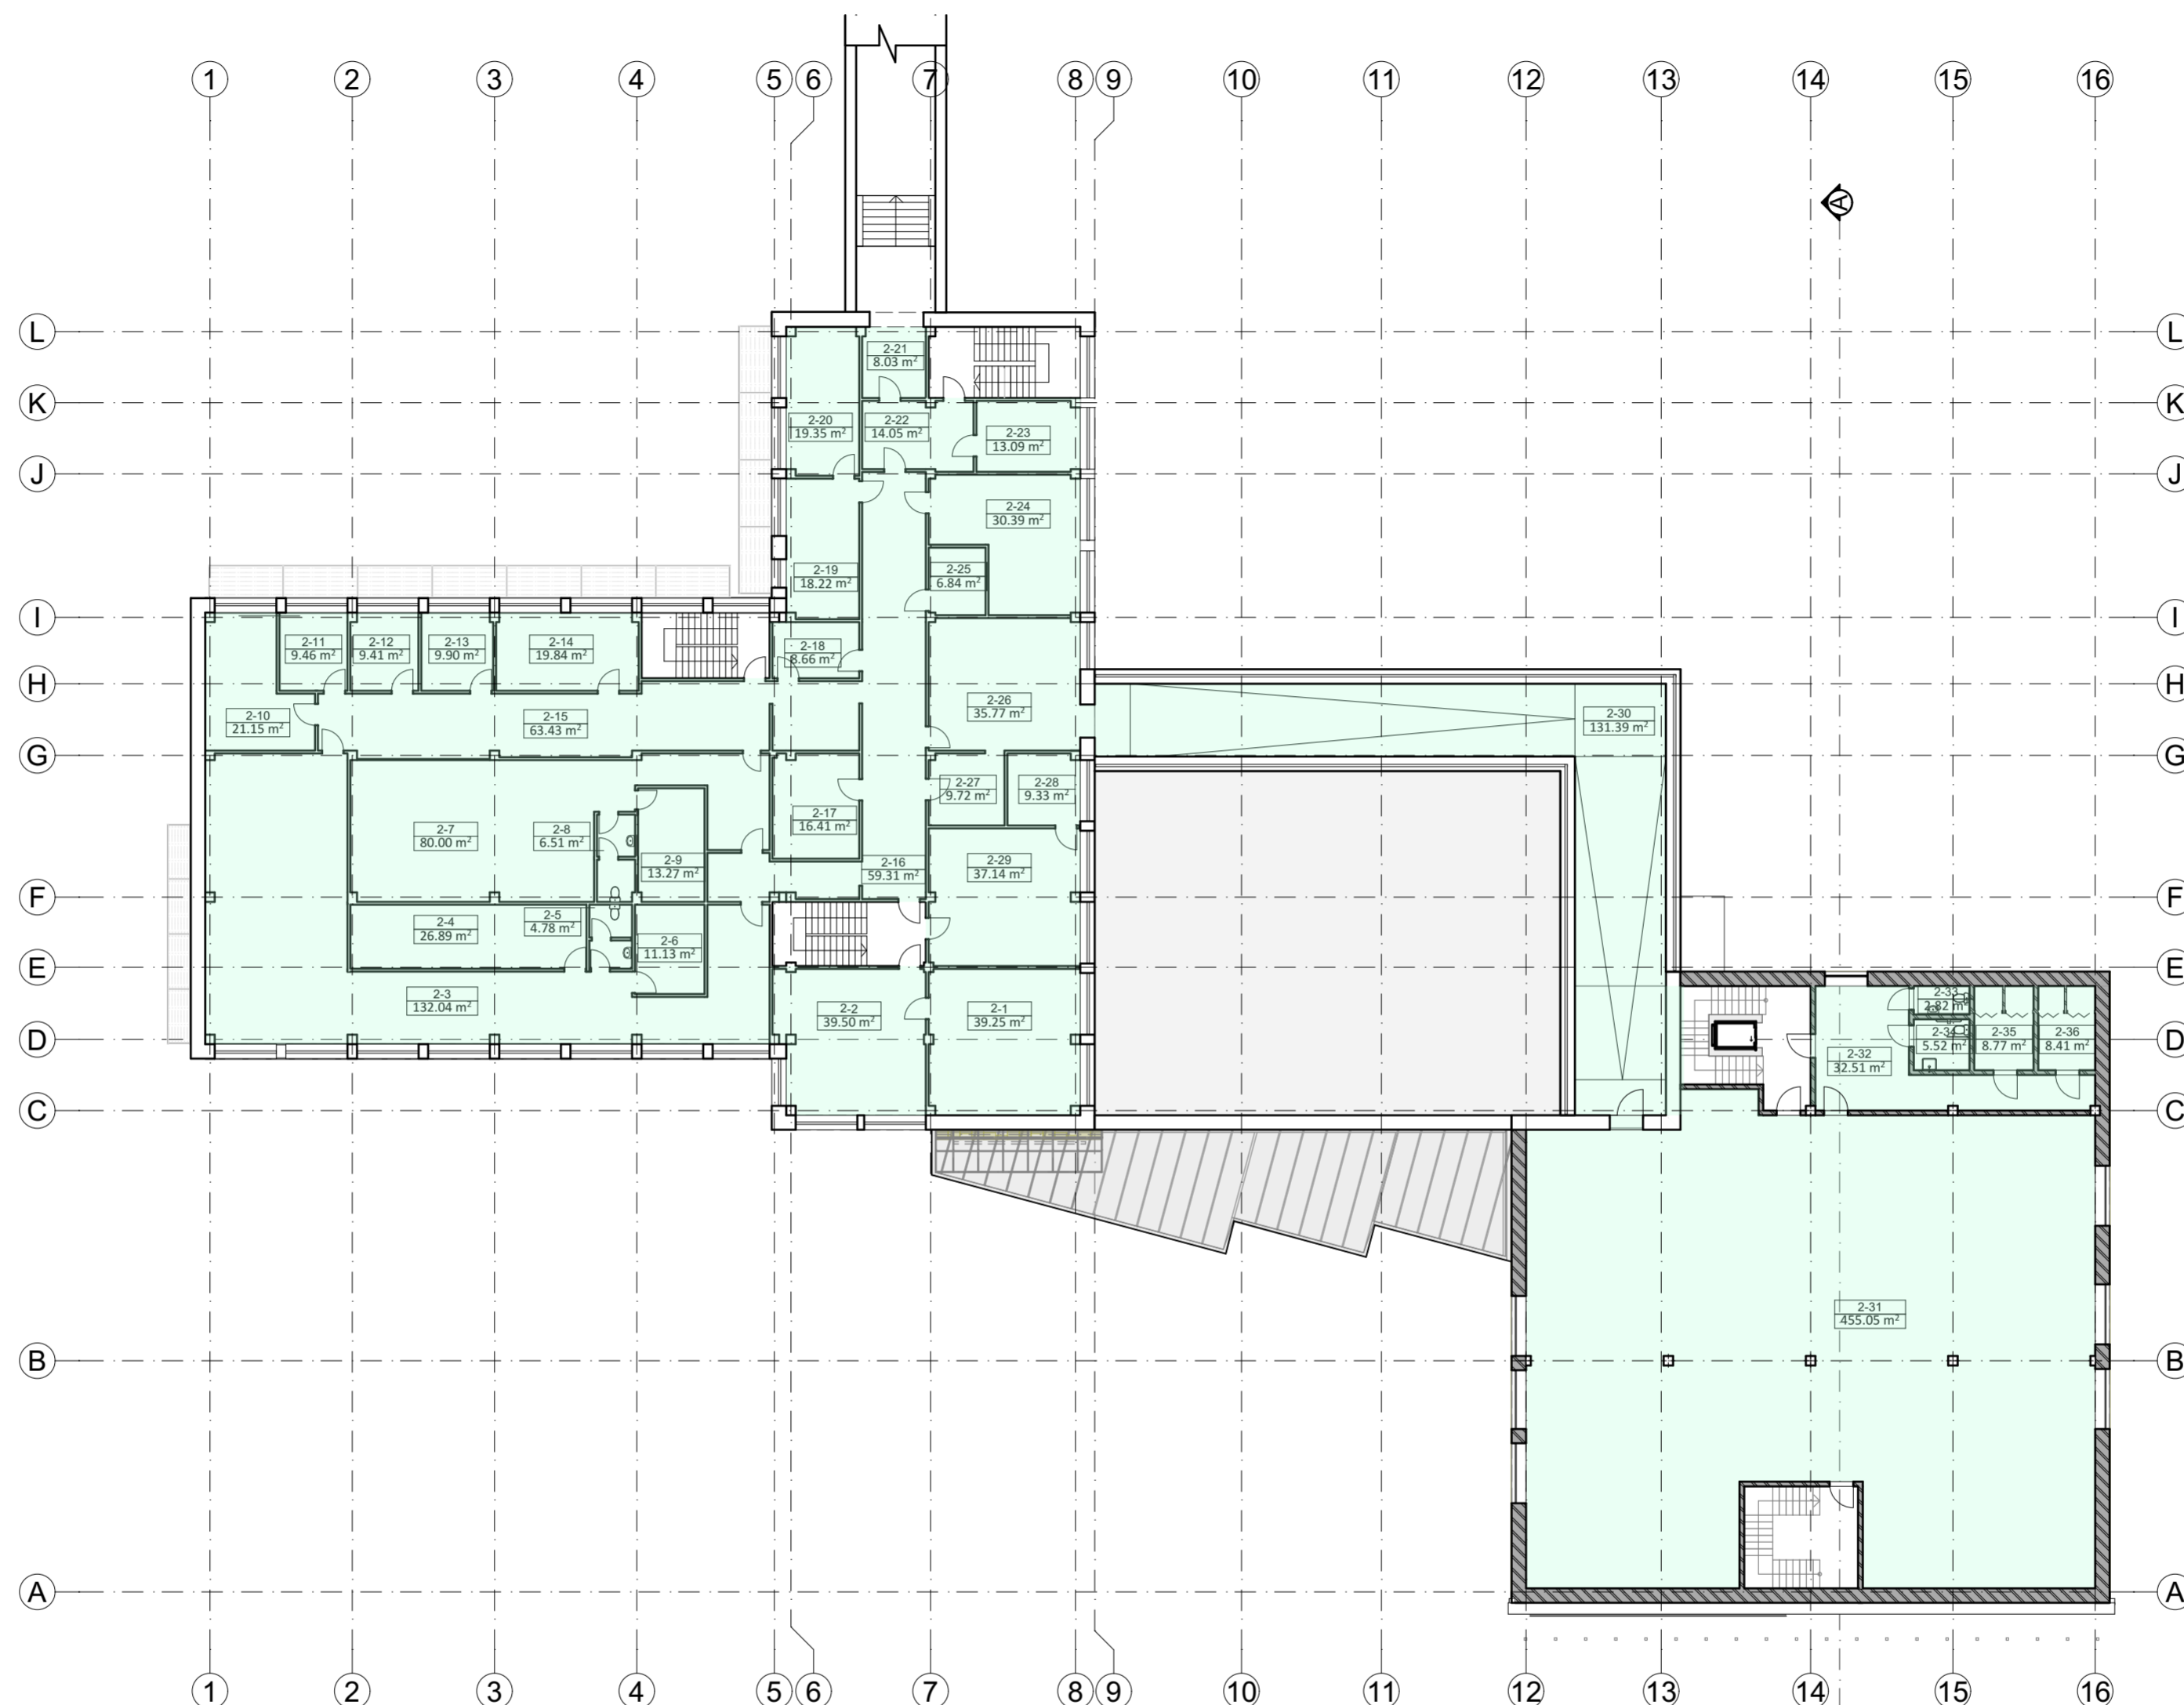 1 2 3 4 5 6 7 8 9 10 11 12 13 14 15 16
A
L L
2-21
8.03 m²
K K
2-20
19.35 m²
2-22
14.05 m²
2-23
13.09 m²
J J
2-24
30.39 m²
2-19
18.22 m²
2-25
6.84 m²
I I
2-11
9.46 m²
2-12
9.41 m²
2-13
9.90 m²
2-14
19.84 m²
2-18
8.66 m²
H H
2-10
21.15 m²
2-15
63.43 m²
2-26
35.77 m²
2-30
131.39 m²
G G
2-27
9.72 m²
2-28
9.33 m²
2-17
16.41 m²
2-7
80.00 m²
2-8
6.51 m²
2-9
13.27 m²
2-16
59.31 m²
2-29
37.14 m²
F F
2-4
26.89 m²
2-5
4.78 m²
2-6
11.13 m²
E E
2-3
132.04 m²
2-2
39.50 m²
2-1
39.25 m²
2-33
2.82 m²
D D
2-34
5.52 m²
2-35
8.77 m²
2-36
8.41 m²
2-32
32.51 m²
C C
2-31
455.05 m²
B B
A A
1 2 3 4 5 6 7 8 9 10 11 12 13 14 15 16